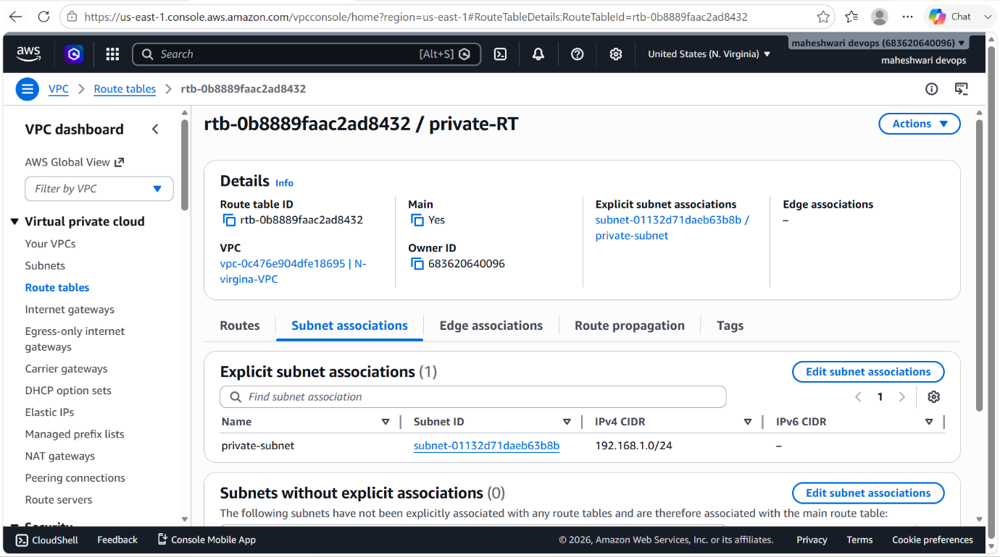 https://us-east-1.console.aws.amazon.com/vpcconsole/home?region=us-east-1#RouteTableDetails:RouteTableId=rtb-0b8889faac2ad8432
Chat
aws
Search
[Alt+S]
United States (N. Virginia)
maheshwari devops (683620640096)
maheshwari devops
VPC
Route tables
rtb-0b8889faac2ad8432
VPC dashboard
AWS Global View
Filter by VPC
Virtual private cloud
Your VPCs
Subnets
Route tables
Internet gateways
Egress-only internet
gateways
Carrier gateways
DHCP option sets
Elastic IPs
Managed prefix lists
NAT gateways
Peering connections
Route servers
Security
rtb-0b8889faac2ad8432 / private-RT
Actions
Details Info
Route table ID
rtb-0b8889faac2ad8432
VPC
vpc-0c476e904dfe18695 | N-
virgina-VPC
Main
Yes
Owner ID
683620640096
Explicit subnet associations
subnet-01132d71daeb63b8b /
private-subnet
Edge associations
–
Routes
Subnet associations
Edge associations
Route propagation
Tags
Explicit subnet associations (1)
Edit subnet associations
Find subnet association
1
Name Subnet ID IPv4 CIDR IPv6 CIDR
private-subnet subnet-01132d71daeb63b8b 192.168.1.0/24 –
Subnets without explicit associations (0)
Edit subnet associations
The following subnets have not been explicitly associated with any route tables and are therefore associated with the main route table:
CloudShell Feedback Console Mobile App © 2026, Amazon Web Services, Inc. or its affiliates. Privacy Terms Cookie preferences